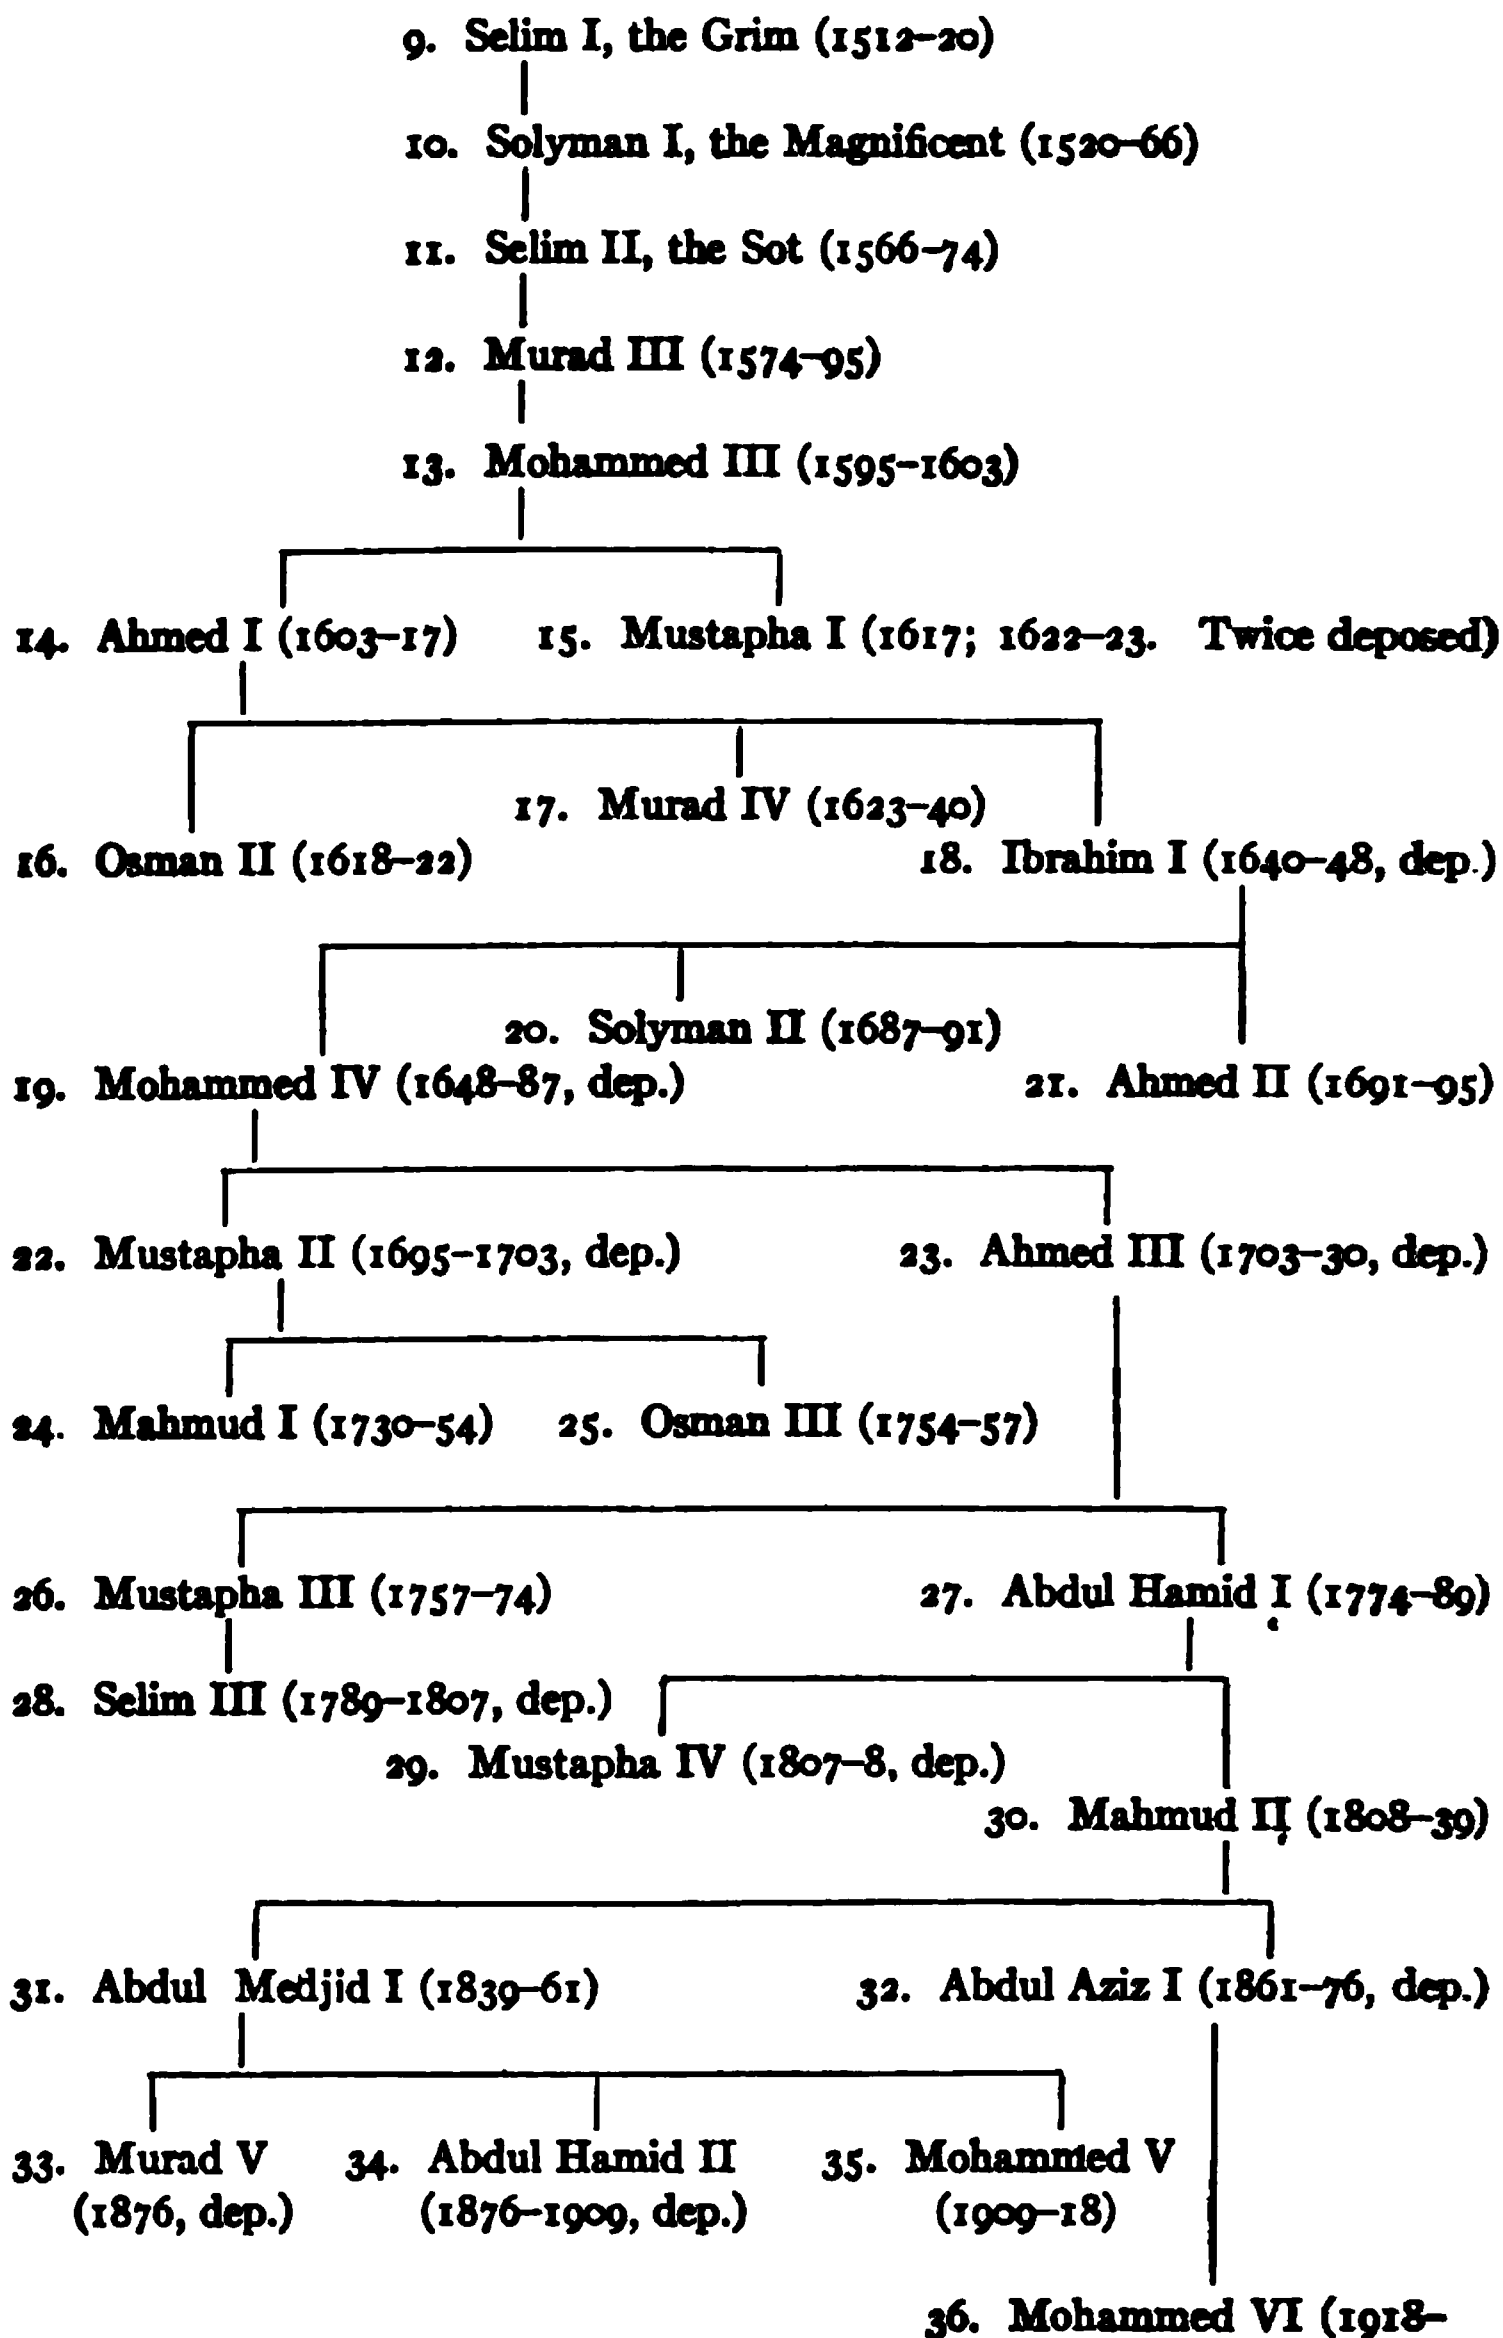 9. Selim I, the Grim (1512–20)
10. Solyman I, the Magnificent (1520–66)
11. Selim II, the Sot (1566–74)
12. Murad III (1574–95)
13. Mohammed III (1595–1603)
14. Ahmed I (1603–17) 15. Mustapha I (1617; 1622–23. Twice deposed)
17. Murad IV (1623–40)
16. Osman II (1618–22) 18. Ibrahim I (1640–48, dep.)
20. Solyman II (1687–91)
19. Mohammed IV (1648–87, dep.) 21. Ahmed II (1691–95)
22. Mustapha II (1695–1703, dep.) 23. Ahmed III (1703–30, dep.)
24. Mahmud I (1730–54) 25. Osman III (1754–57)
26. Mustapha III (1757–74) 27. Abdul Hamid I (1774–89)
28. Selim III (1789–1807, dep.)
29. Mustapha IV (1807–8, dep.)
30. Mahmud II (1808–39)
31. Abdul Medjid I (1839–61) 32. Abdul Aziz I (1861–76, dep.)
33. Murad V 34. Abdul Hamid II 35. Mohammed V
(1876, dep.) (1876–1909, dep.) (1909–18)
36. Mohammed VI (1918–